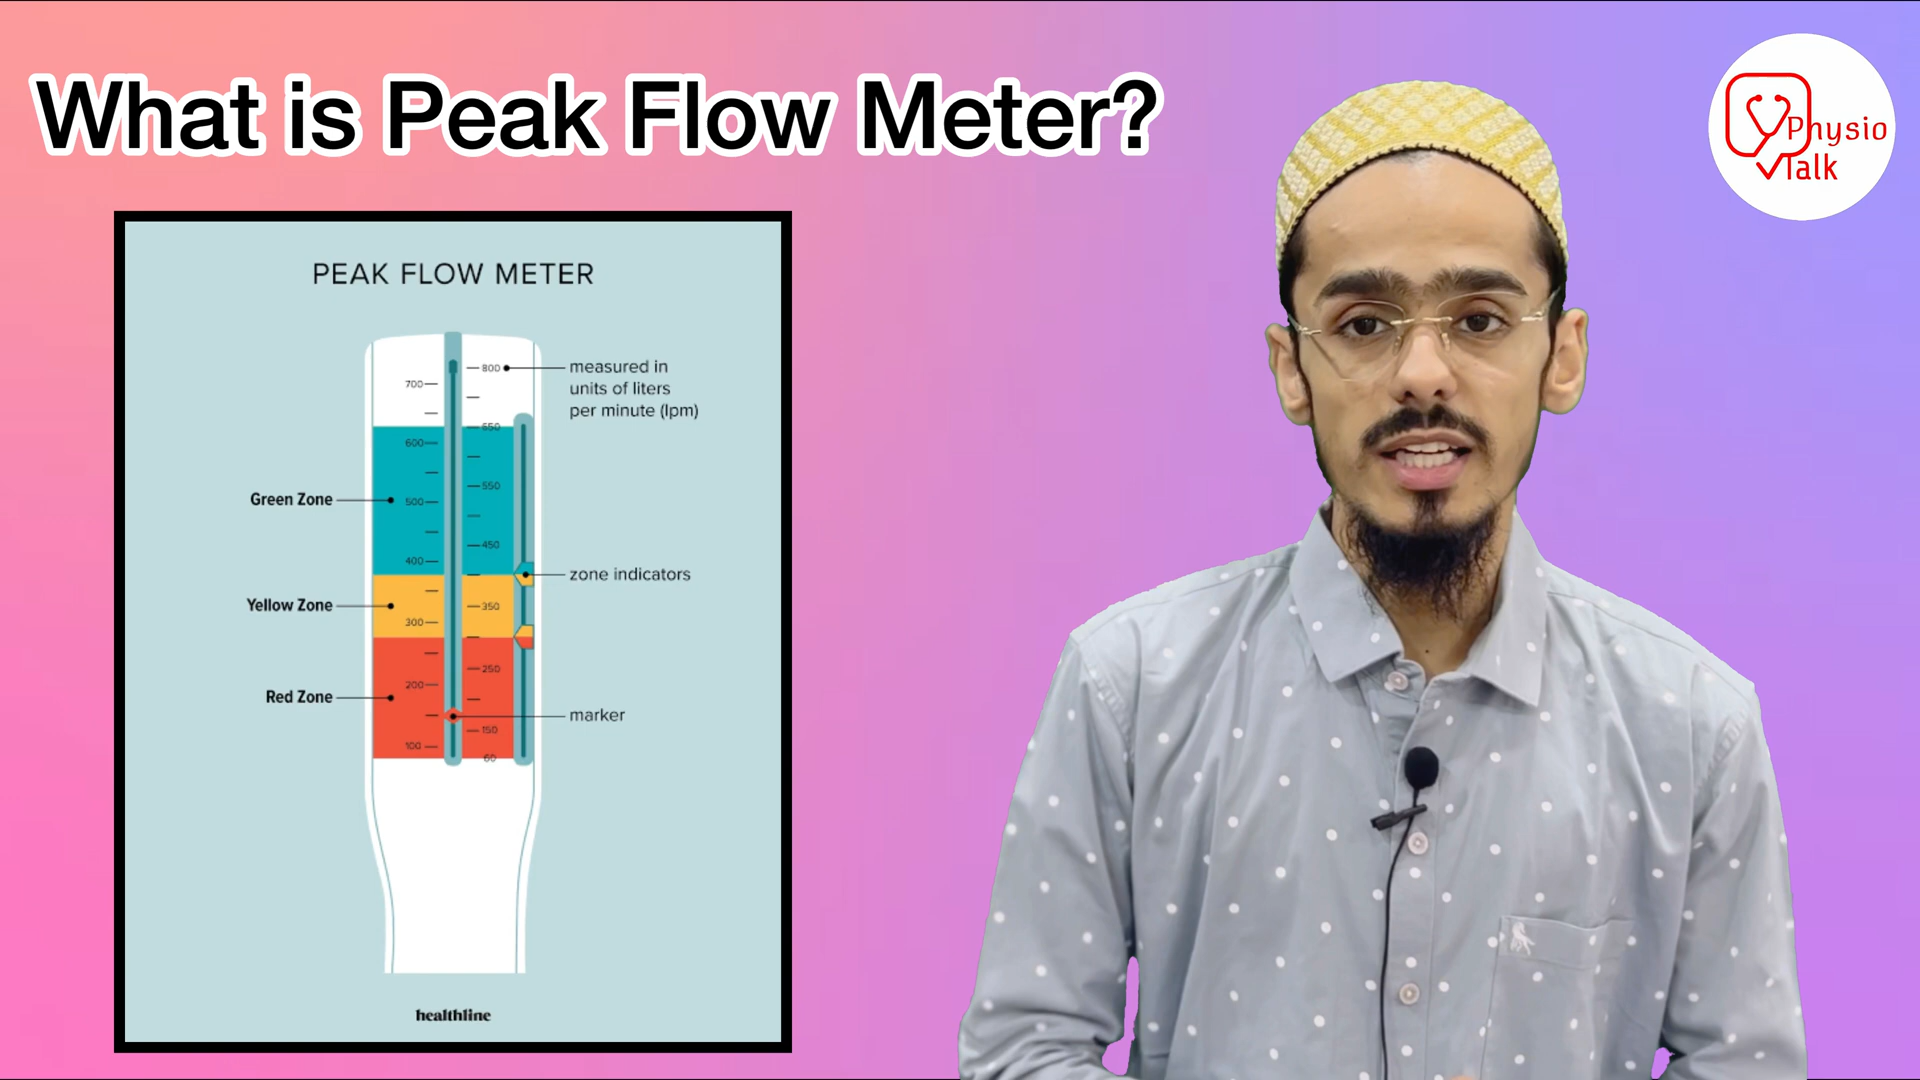 What is Peak Flow Meter?
Physio
Talk
PEAK FLOW METER
800
measured in
units of liters
per minute (lpm)
700
650
600
550
Green Zone
500
450
400
zone indicators
Yellow Zone
350
300
250
Red Zone
200
marker
150
100
60
healthline